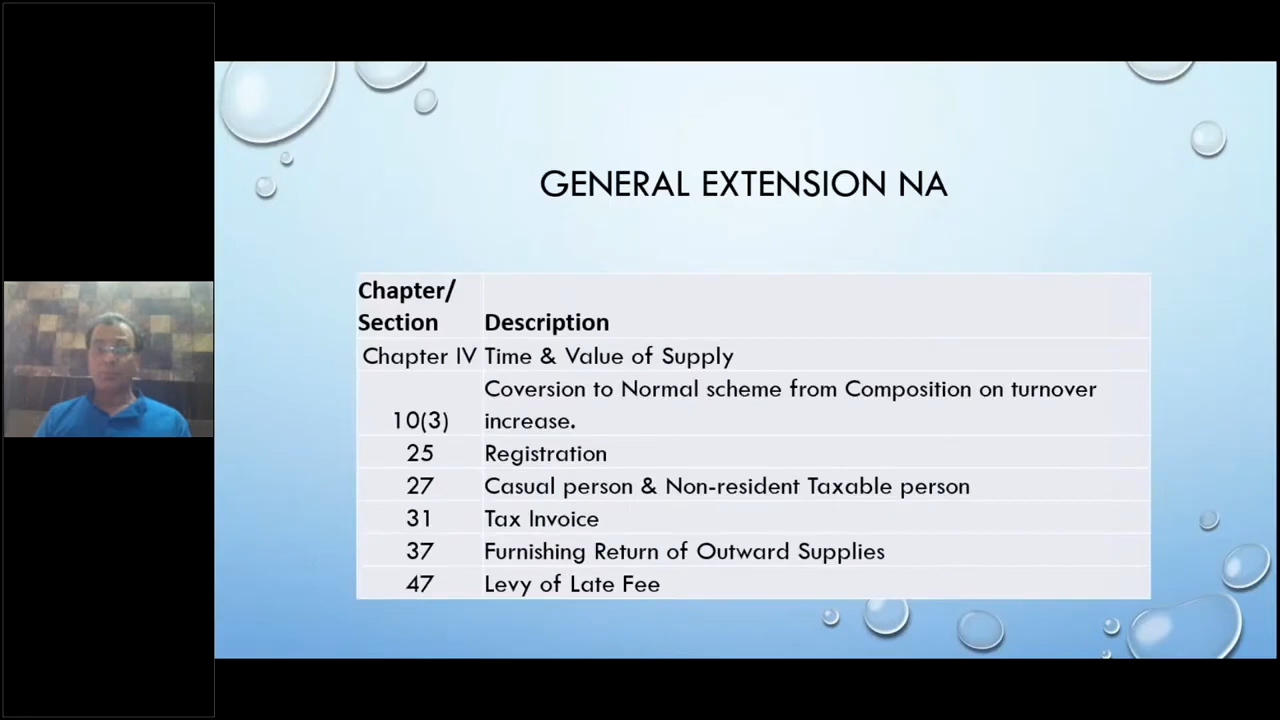 GENERAL EXTENSION NA
Chapter/
Section Description
Chapter IV Time & Value of Supply
Coversion to Normal scheme from Composition on turnover
10(3) increase.
25 Registration
27 Casual person & Non-resident Taxable person
31 Tax Invoice
37 Furnishing Return of Outward Supplies
47 Levy of Late Fee